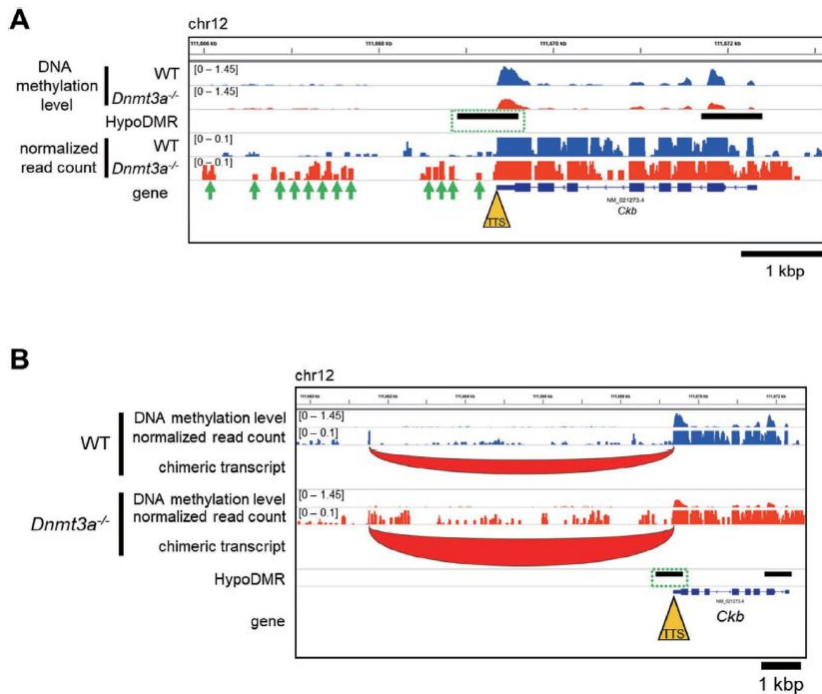 A
chr12
111,666 kb 111,668 kb 111,670 kb 111,672 kb
DNA methylation level
WT [0 – 1.45]
Dnmt3a-/- [0 – 1.45]
HypoDMR
normalized read count
WT [0 – 0.1]
Dnmt3a-/- [0 – 0.1]
gene
NM_021273.4
Ckb
TTS
1 kbp
B
chr12
WT
DNA methylation level [0 – 1.45]
normalized read count [0 – 0.1]
chimeric transcript
Dnmt3a-/-
DNA methylation level [0 – 1.45]
normalized read count [0 – 0.1]
chimeric transcript
HypoDMR
gene
NM_021273.4
Ckb
TTS
1 kbp